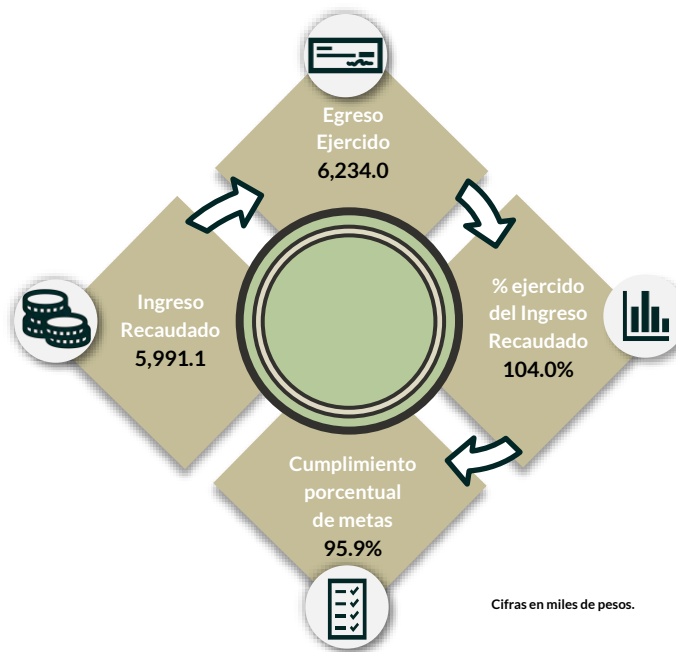 Egreso
Ejercido
6,234.0
Ingreso
Recaudado
5,991.1
% ejercido
del Ingreso
Recaudado
104.0%
Cumplimiento
porcentual
de metas
95.9%
Cifras en miles de pesos.